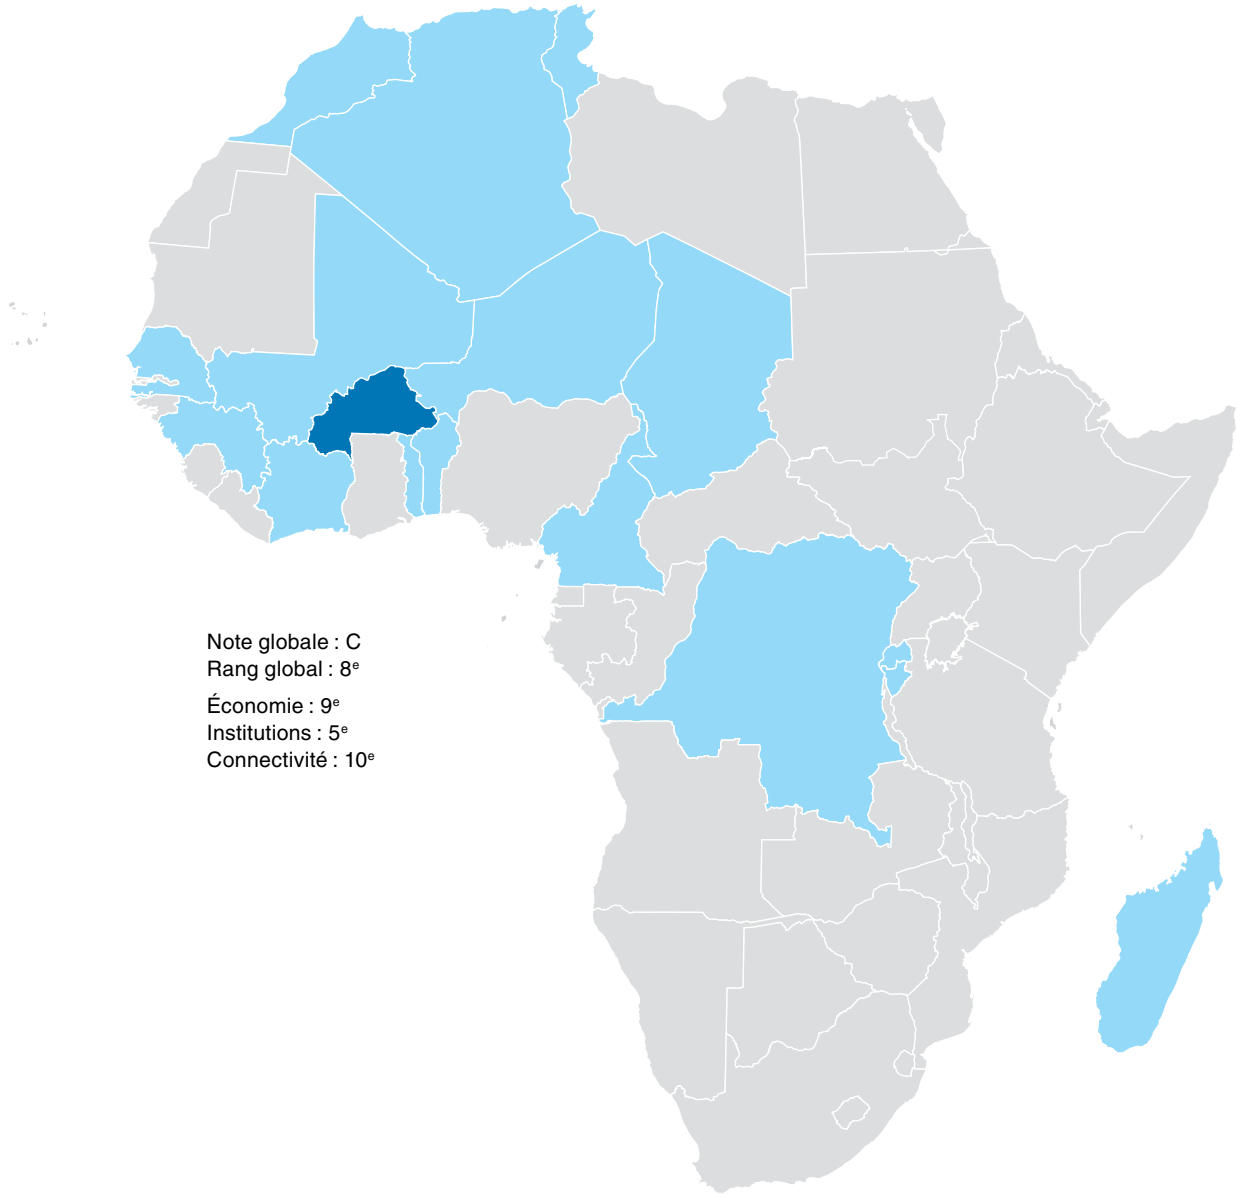 Note globale : C
Rang global : 8e
Économie : 9e
Institutions : 5e
Connectivité : 10e